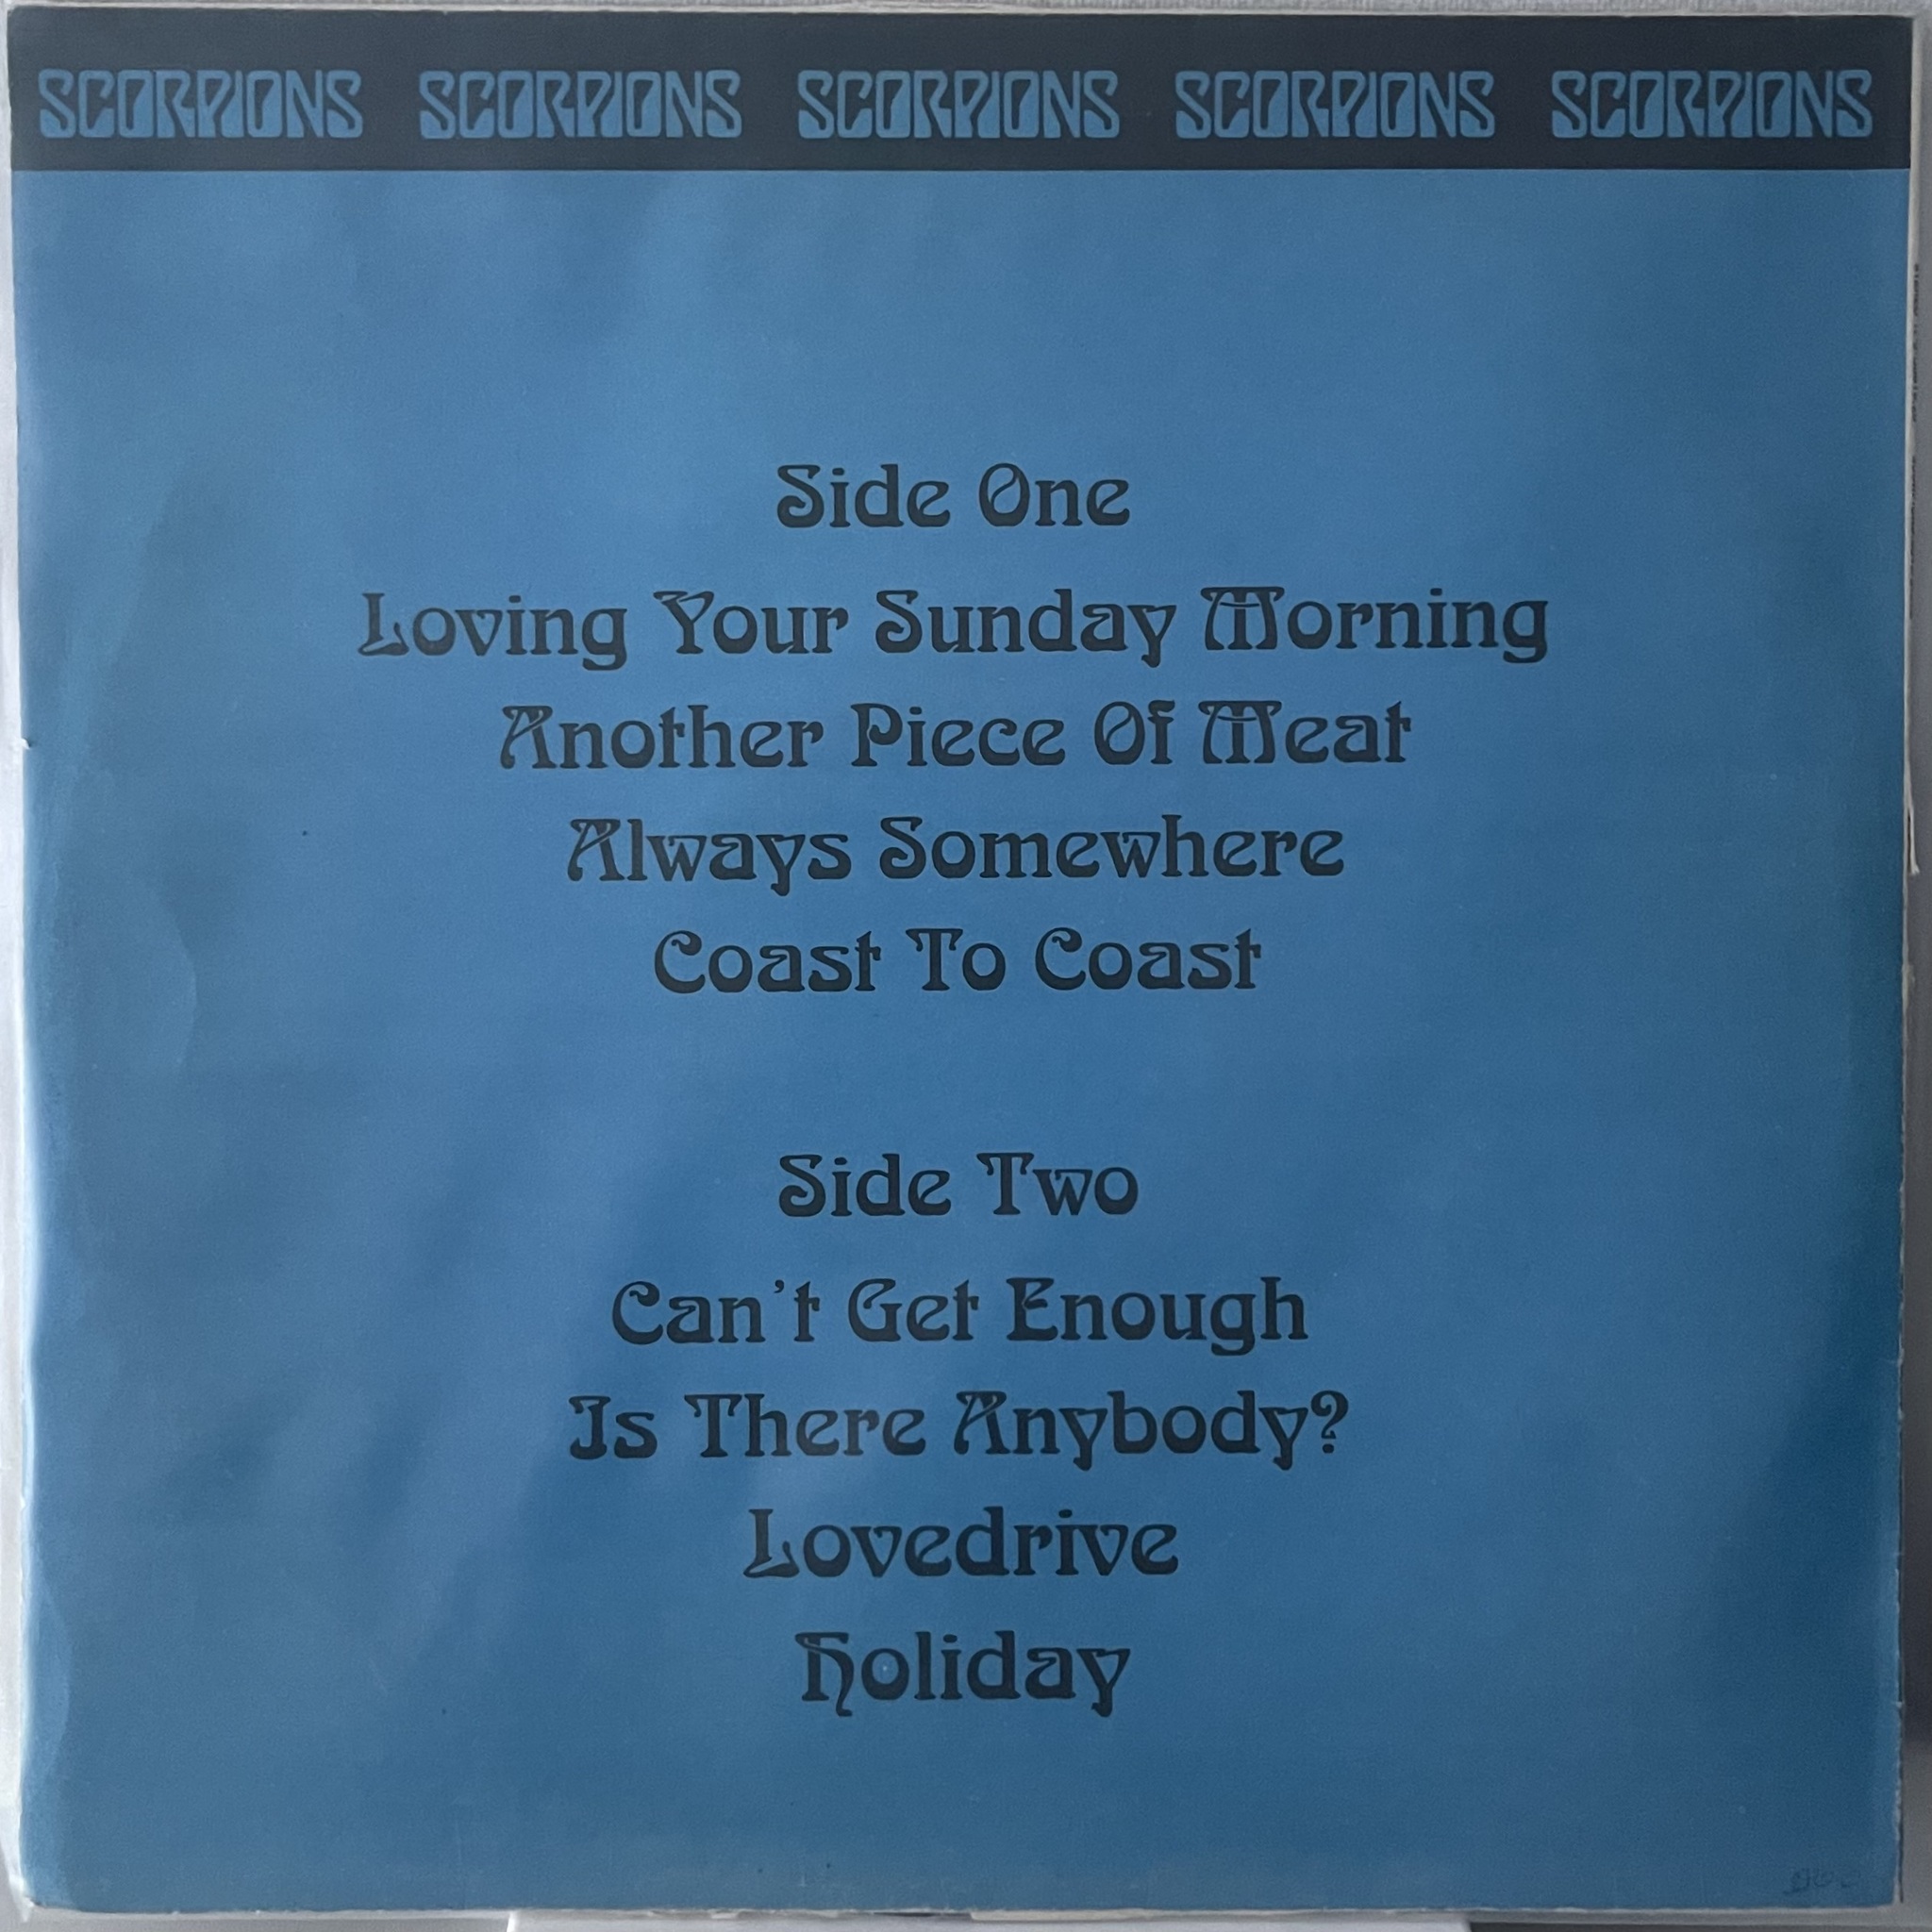 SCORPIONS SCORPIONS SCORPIONS SCORPIONS SCORPIONS
Side One
Loving Your Sunday Morning
Another Piece Of Meat
Always Somewhere
Coast To Coast
Side Two
Can't Get Enough
Is There Anybody?
Lovedrive
Holiday